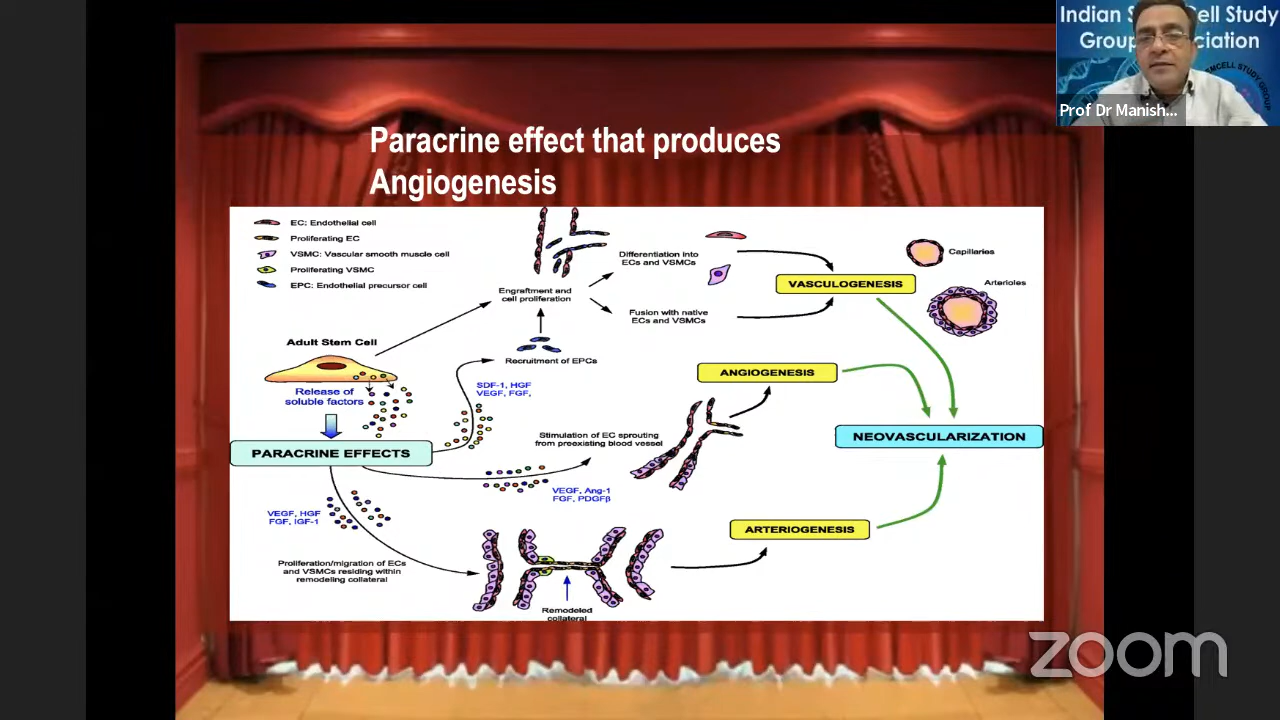 Indian S Cell Study
Group ciation
STEMCELL STUDY GROUP
Prof Dr Manish...
Paracrine effect that produces
Angiogenesis
EC: Endothelial cell
Proliferating EC
VSMC: Vascular smooth muscle cell
Proliferating VSMC
EPC: Endothelial precursor cell
Engraftment and
cell proliferation
Differentiation into
ECs and VSMCs
Fusion with native
ECs and VSMCs
VASCULOGENESIS
Capillaries
Arterioles
Adult Stem Cell
Release of
soluble factors
Recruitment of EPCs
SDF-1, HGF
VEGF, FGF,
ANGIOGENESIS
PARACRINE EFFECTS
Stimulation of EC sprouting
from preexisting blood vessel
NEOVASCULARIZATION
VEGF, Ang-1
FGF, PDGFβ
VEGF, HGF
FGF, IGF-1
ARTERIOGENESIS
Proliferation/migration of ECs
and VSMCs residing within
remodeling collateral
Remodeled
collateral
zoom